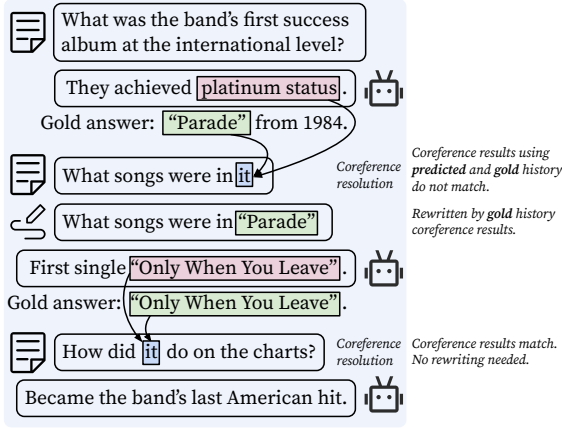 What was the band’s first success
album at the international level?
They achieved platinum status.
Gold answer: “Parade” from 1984.
What songs were in it
Coreference
resolution
Coreference results using
predicted and gold history
do not match.
What songs were in “Parade”
Rewritten by gold history
coreference results.
First single “Only When You Leave”.
Gold answer: “Only When You Leave”.
How did it do on the charts?
Coreference
resolution
Coreference results match.
No rewriting needed.
Became the band’s last American hit.